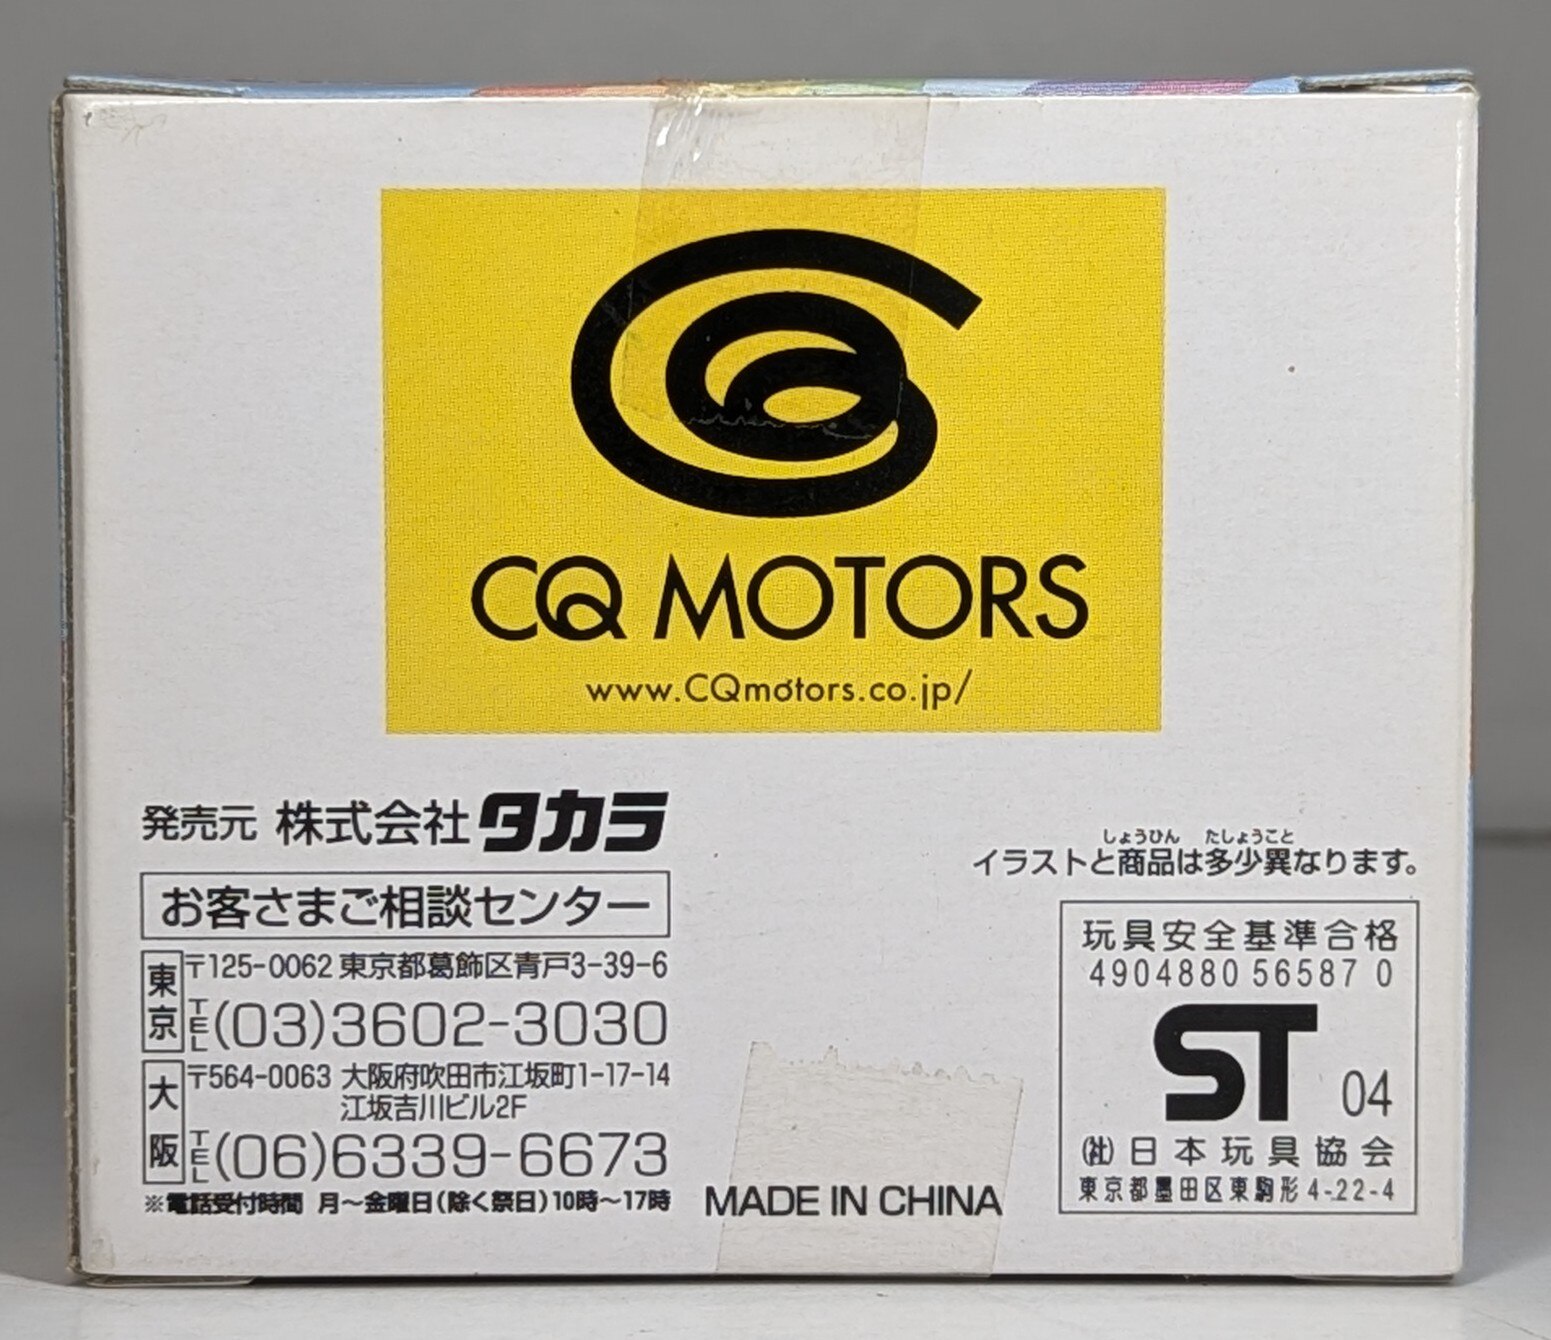 CQ MOTORS
www.CQmotors.co.jp/
発売元 株式会社タカラ
お客さまご相談センター
東京
〒125-0062 東京都葛飾区青戸3-39-6
TEL(03)3602-3030
大阪
〒564-0063 大阪府吹田市江坂町1-17-14
江坂吉川ビル2F
TEL(06)6339-6673
※電話受付時間 月～金曜日(除く祭日)10時～17時
MADE IN CHINA
しょうひん たしょうこと
イラストと商品は多少異なります。
玩具安全基準合格
4904880 56587 0
ST 04
(社)日本玩具協会
東京都墨田区東駒形4-22-4